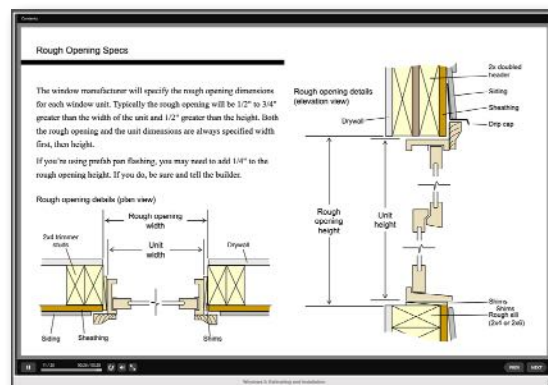 Contents
Rough Opening Specs
The window manufacturer will specify the rough opening dimensions
for each window unit. Typically the rough opening will be 1/2" to 3/4"
greater than the width of the unit and 1/2" greater than the height. Both
the rough opening and the unit dimensions are always specified width
first, then height.
If you're using prefab pan flashing, you may need to add 1/4" to the
rough opening height. If you do, be sure and tell the builder.
Rough opening details (plan view)
Rough opening
width
2x4 trimmer
studs
Unit
width
Drywall
Siding
Sheathing
Shims
Rough opening details
(elevation view)
2x doubled
header
Siding
Sheathing
Drip cap
Drywall
Rough
opening
height
Unit
height
Shims
Shims
Rough sill
(2x4 or 2x6)
PREV
NEXT